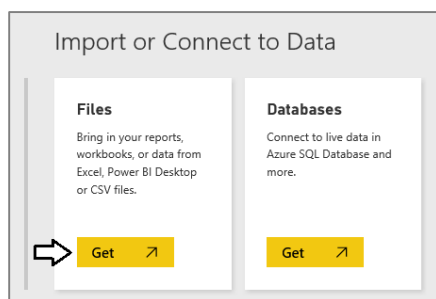 Import or Connect to Data
Files
Bring in your reports,
workbooks, or data from
Excel, Power BI Desktop
or CSV files.
Get
Databases
Connect to live data in
Azure SQL Database and
more.
Get